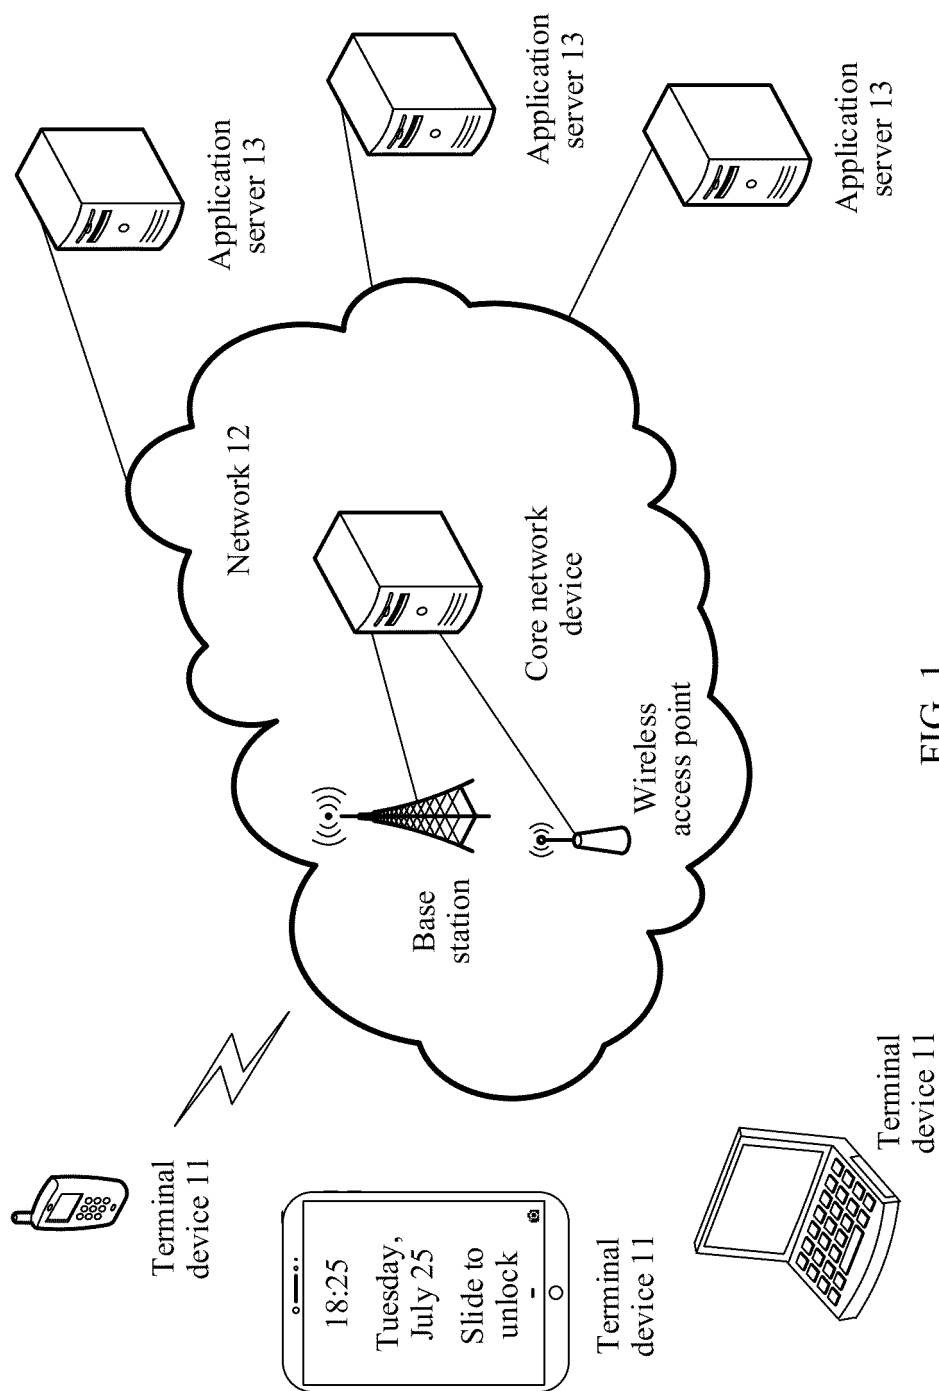 Terminal
device 11
18:25
Tuesday,
July 25
Slide to
unlock
Terminal
device 11
Terminal
device 11
Network 12
Base
station
Wireless
access point
Core network
device
Application
server 13
Application
server 13
Application
server 13
FIG. 1